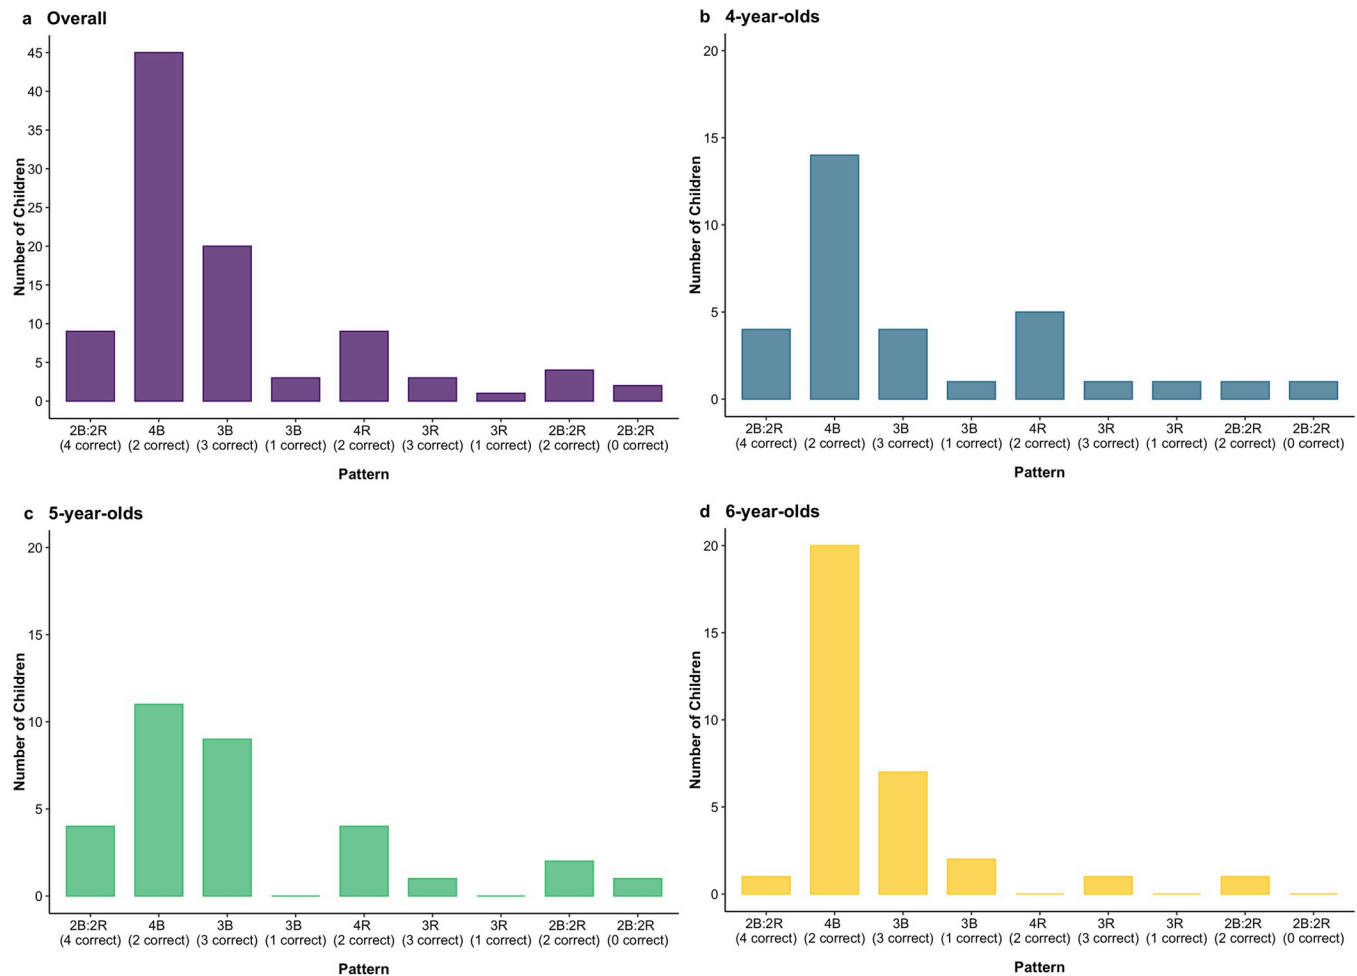 a Overall
Number of Children
45
40
35
30
25
20
15
10
5
0
2B:2R 4B 3B 3B 4R 3R 3R 2B:2R 2B:2R
(4 correct) (2 correct) (3 correct) (1 correct) (2 correct) (3 correct) (1 correct) (2 correct) (0 correct)
Pattern
b 4-year-olds
Number of Children
20
15
10
5
0
2B:2R 4B 3B 3B 4R 3R 3R 2B:2R 2B:2R
(4 correct) (2 correct) (3 correct) (1 correct) (2 correct) (3 correct) (1 correct) (2 correct) (0 correct)
Pattern
c 5-year-olds
Number of Children
20
15
10
5
0
2B:2R 4B 3B 3B 4R 3R 3R 2B:2R 2B:2R
(4 correct) (2 correct) (3 correct) (1 correct) (2 correct) (3 correct) (1 correct) (2 correct) (0 correct)
Pattern
d 6-year-olds
Number of Children
20
15
10
5
0
2B:2R 4B 3B 3B 4R 3R 3R 2B:2R 2B:2R
(4 correct) (2 correct) (3 correct) (1 correct) (2 correct) (3 correct) (1 correct) (2 correct) (0 correct)
Pattern